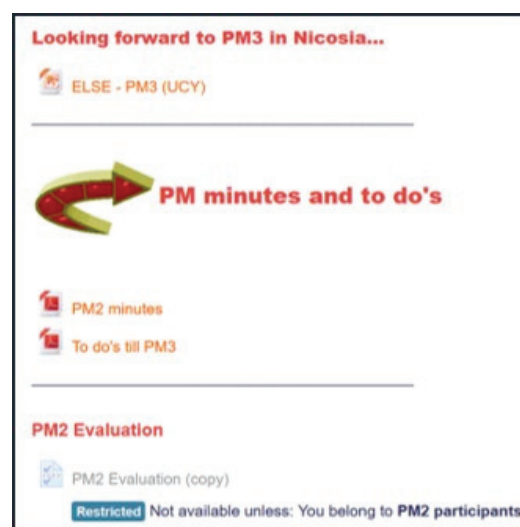 Looking forward to PM3 in Nicosia...
ELSE - PM3 (UCY)
PM minutes and to do's
PM2 minutes
To do's till PM3
PM2 Evaluation
PM2 Evaluation (copy)
Restricted Not available unless: You belong to PM2 participants